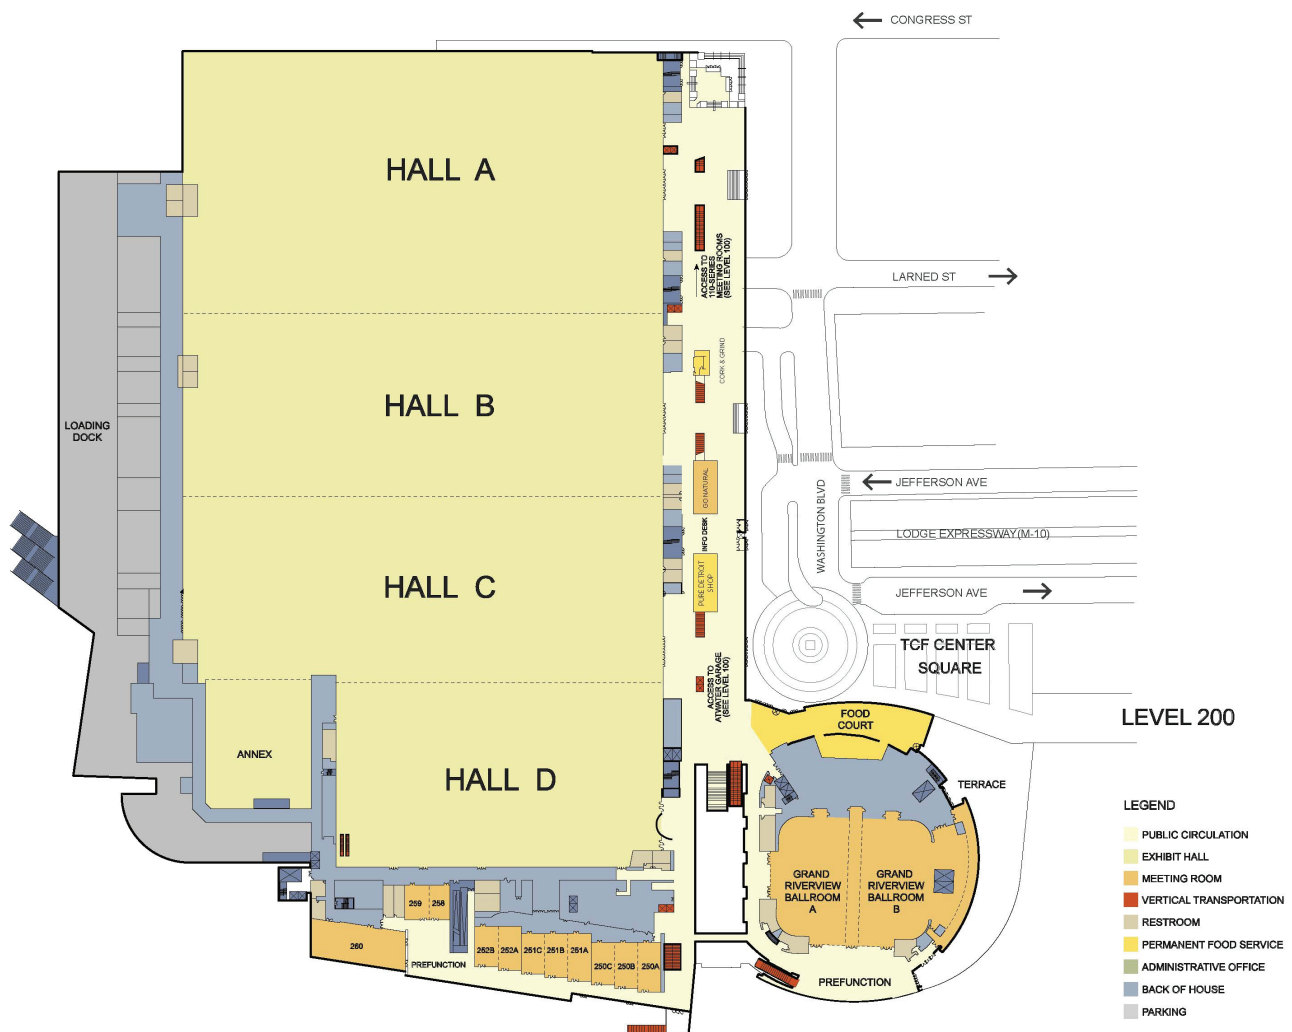 CONGRESS ST
HALL A
ACCESS TO
110-SERIES
MEETING ROOMS
(SEE LEVEL 100)
LARNED ST
CORK & GRIND
HALL B
LOADING
DOCK
GO NATURAL
JEFFERSON AVE
WASHINGTON BLVD
INFO DESK
LODGE EXPRESSWAY(M-10)
HALL C
PURE DETROIT
SHOP
JEFFERSON AVE
TCF CENTER
SQUARE
ACCESS TO
ATWATER GARAGE
(SEE LEVEL 100)
FOOD
COURT
LEVEL 200
ANNEX
HALL D
TERRACE
LEGEND
PUBLIC CIRCULATION
EXHIBIT HALL
MEETING ROOM
VERTICAL TRANSPORTATION
RESTROOM
PERMANENT FOOD SERVICE
ADMINISTRATIVE OFFICE
BACK OF HOUSE
PARKING
GRAND
RIVERVIEW
BALLROOM
A
GRAND
RIVERVIEW
BALLROOM
B
259
258
260
252B
252A
251C
251B
251A
250C
250B
250A
PREFUNCTION
PREFUNCTION